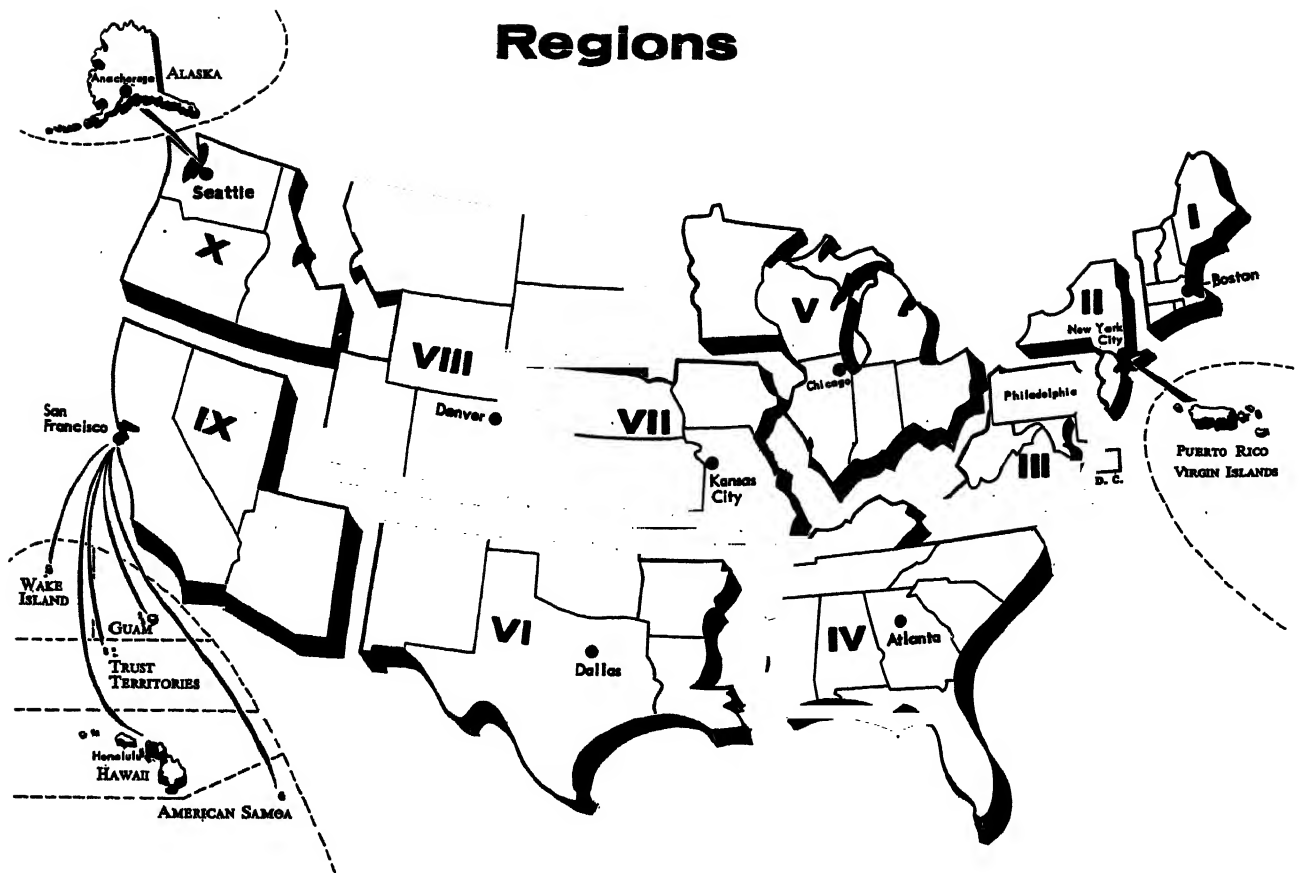 Regions
Anachorage
ALASKA
Seattle
X
I
Boston
II
New York
City
V
VIII
Chicago
Philadelphia
Denver
VII
San
Francisco
IX
III
PUERTO RICO
VIRGIN ISLANDS
Kansas
City
D. C.
WAKE
ISLAND
GUAM
VI
IV
Atlanta
Dallas
TRUST
TERRITORIES
Honolulu
HAWAII
AMERICAN SAMOA